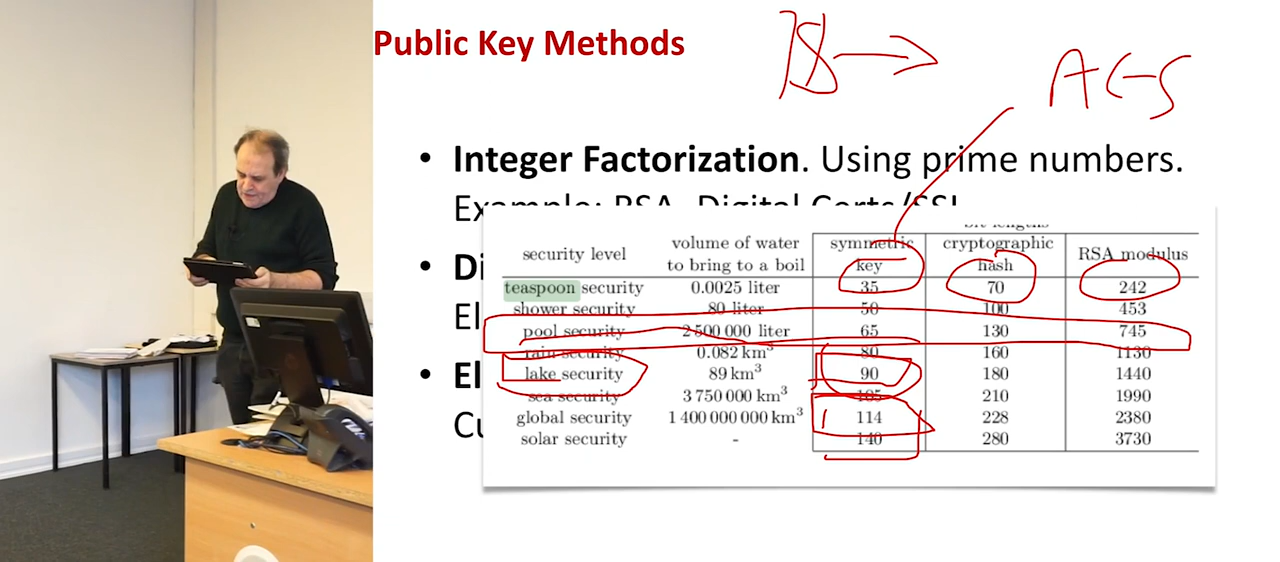 Public Key Methods
78 → AES
• Integer Factorization. Using prime numbers.
Example: RSA, Digital Certs/SSL
• Di
El
• El
Cu
bit lengths
security level volume of water to bring to a boil symmetric key cryptographic hash RSA modulus
teaspoon security 0.0025 liter 35 70 242
shower security 80 liter 50 100 453
pool security 2 500 000 liter 65 130 745
rain security 0.082 km³ 80 160 1130
lake security 89 km³ 90 180 1440
sea security 3 750 000 km³ 105 210 1990
global security 1 400 000 000 km³ 114 228 2380
solar security - 140 280 3730